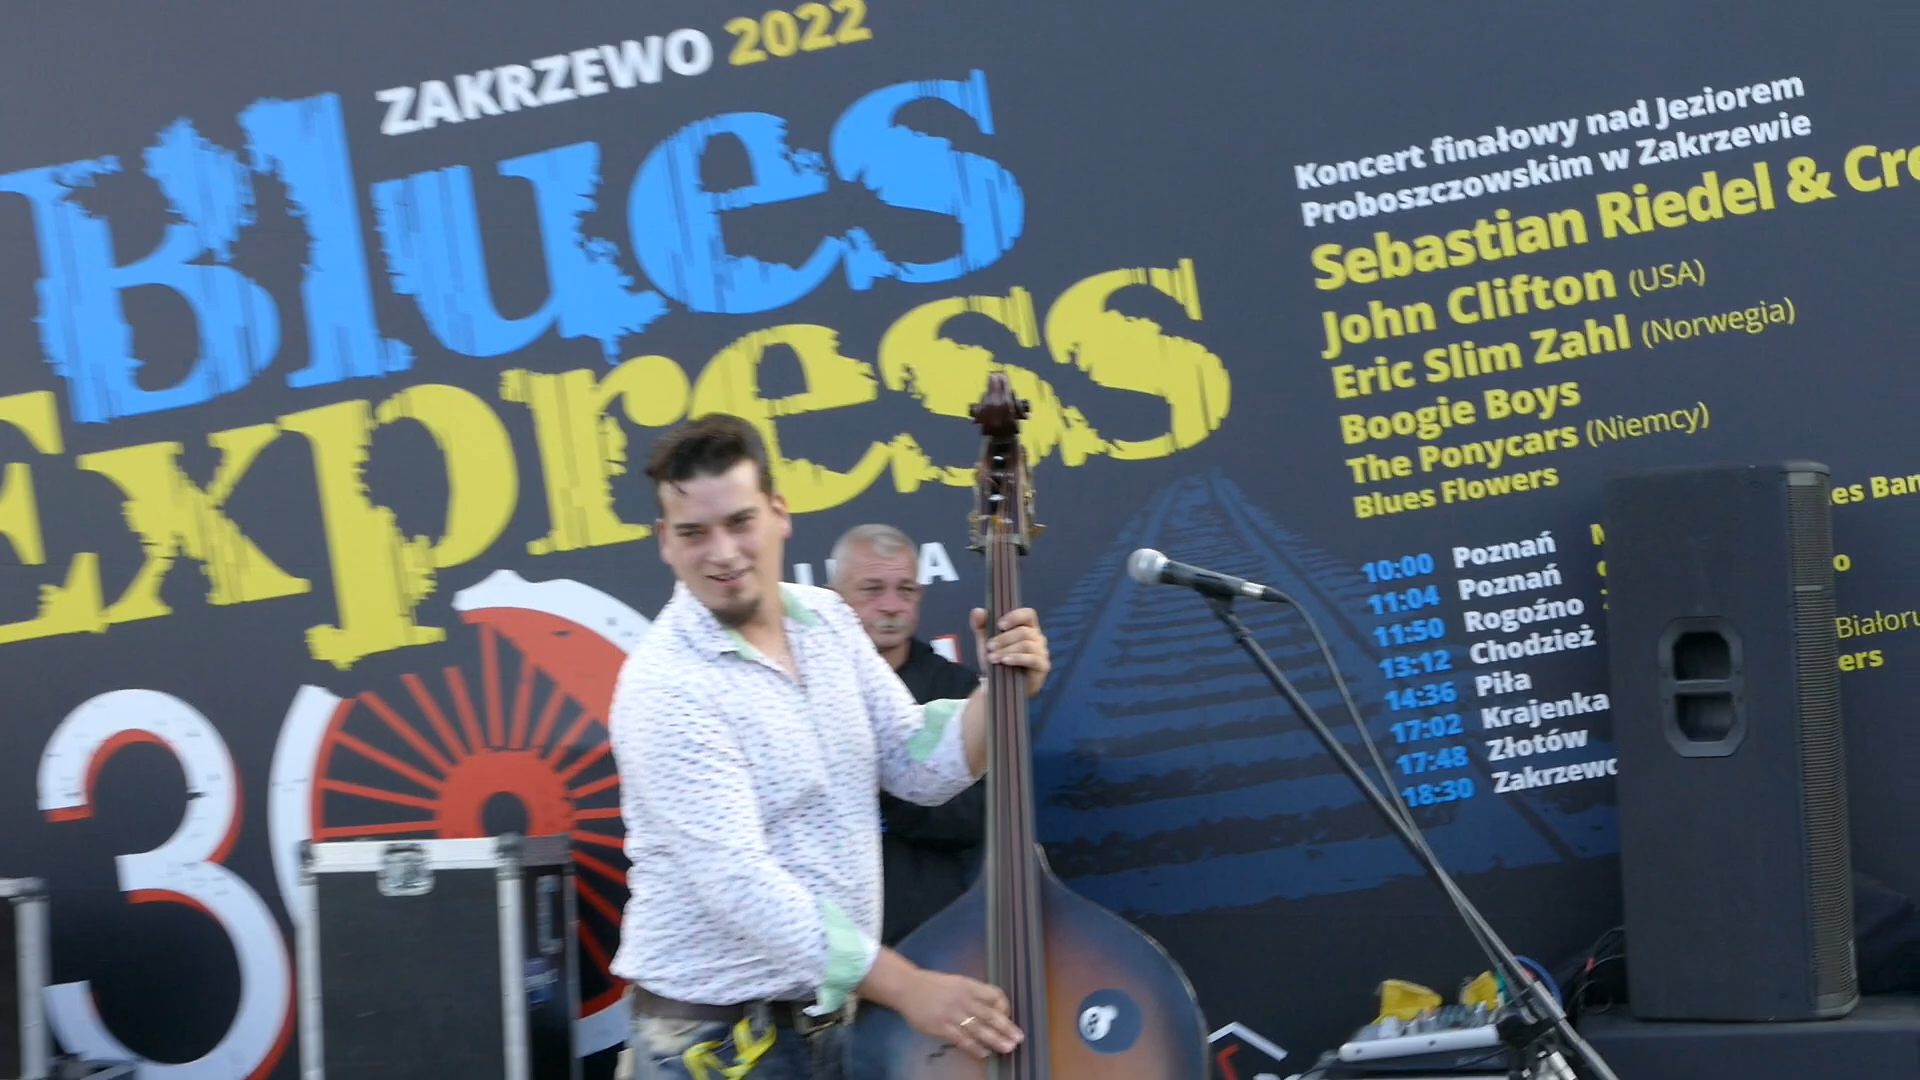 ZAKRZEWO 2022
Blues
Express
30
Koncert finałowy nad Jeziorem
Proboszczowskim w Zakrzewie
Sebastian Riedel &
John Clifton (USA)
Eric Slim Zahl (Norwegia)
Boogie Boys
The Ponycars (Niemcy)
Blues Flowers
10:00 Poznań
11:04 Poznań
11:50 Rogoźno
13:12 Chodzież
14:36 Piła
17:02 Krajenka
17:48 Złotów
18:30 Zakrzewo